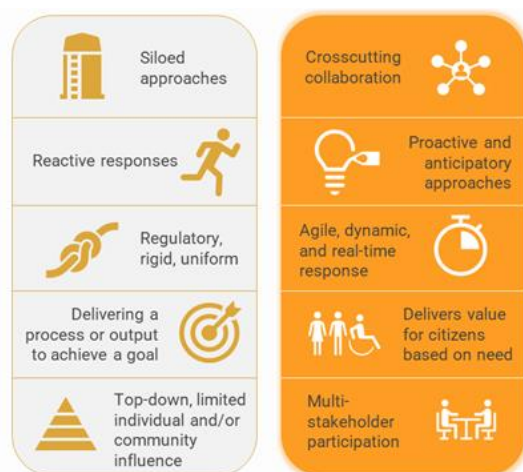 Siloed
approaches
Crosscutting
collaboration
Reactive responses
Proactive and
anticipatory
approaches
Regulatory,
rigid, uniform
Agile, dynamic,
and real-time
response
Delivering a
process or output
to achieve a goal
Delivers value
for citizens
based on need
Top-down, limited
individual and/or
community
influence
Multi-
stakeholder
participation